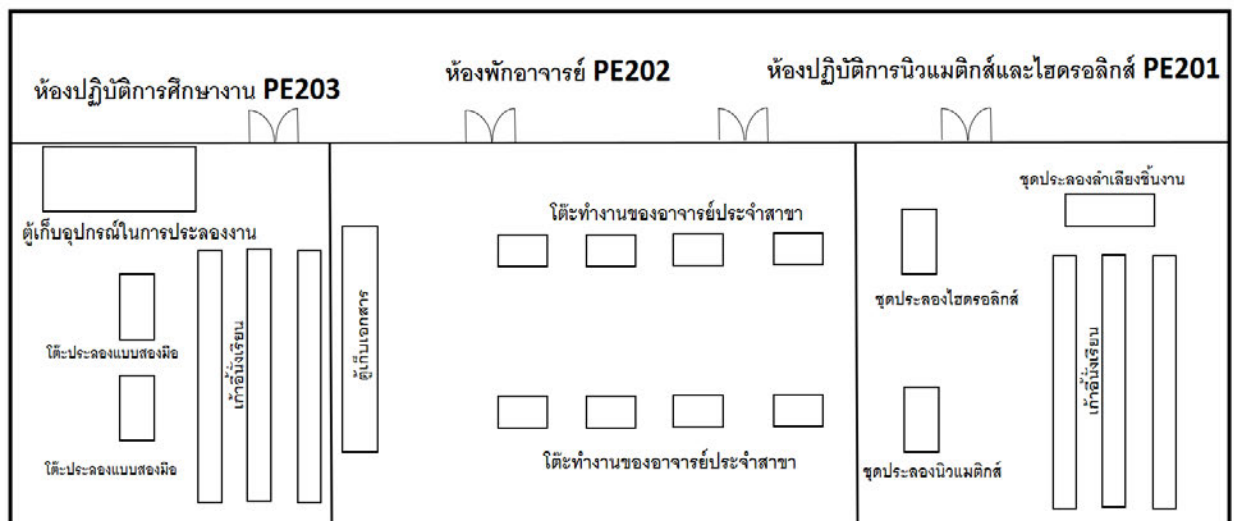 ห้องปฏิบัติการศึกษางาน PE203
ห้องพักอาจารย์ PE202
ห้องปฏิบัติการนิวแมติกส์และไฮดรอลิกส์ PE201
ตู้เก็บอุปกรณ์ในการประลองงาน
โต๊ะประลองแบบสองมือ
โต๊ะประลองแบบสองมือ
เก้าอี้นั่งเรียน
ตู้เก็บเอกสาร
โต๊ะทำงานของอาจารย์ประจำสาขา
โต๊ะทำงานของอาจารย์ประจำสาขา
ชุดประลองลำเลียงชิ้นงาน
ชุดประลองไฮดรอลิกส์
ชุดประลองนิวแมติกส์
เก้าอี้นั่งเรียน